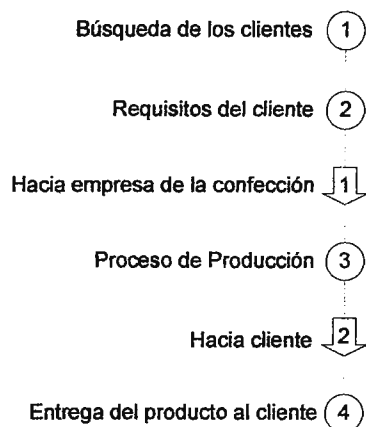 Búsqueda de los clientes 1
Requisitos del cliente 2
Hacia empresa de la confección 1
Proceso de Producción 3
Hacia cliente 2
Entrega del producto al cliente 4